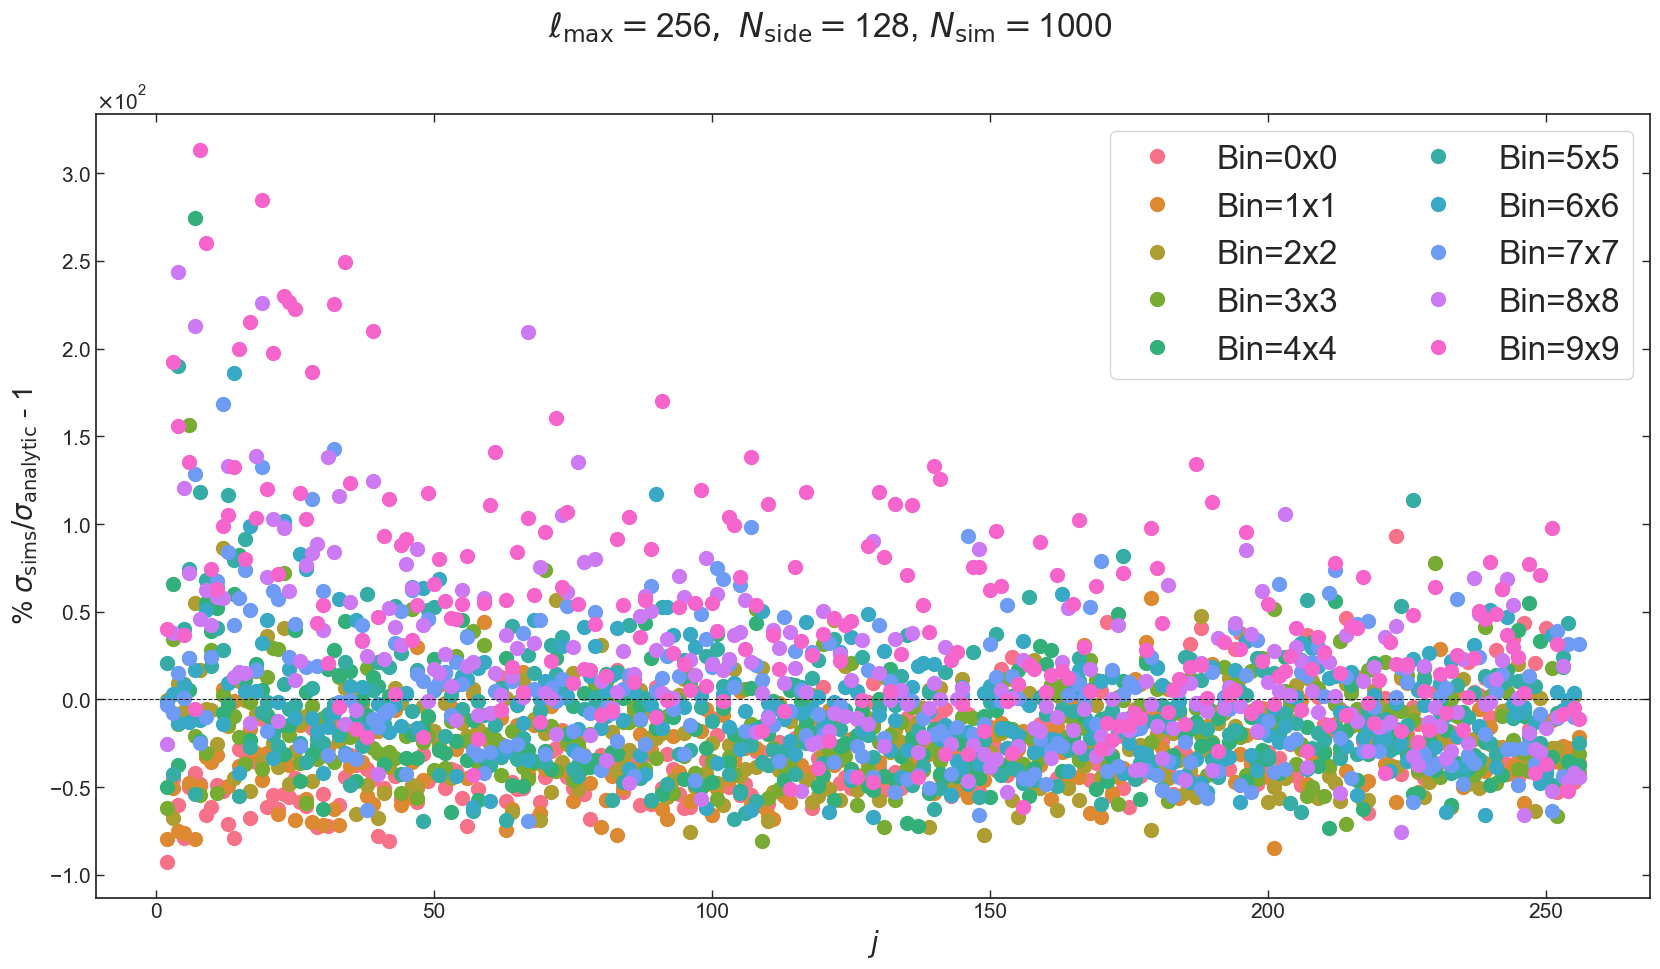 ℓmax = 256, Nside = 128, Nsim = 1000
×10²
3.0
2.5
2.0
1.5
1.0
0.5
0.0
−0.5
−1.0
% σsims/σanalytic - 1
Bin=0x0
Bin=1x1
Bin=2x2
Bin=3x3
Bin=4x4
Bin=5x5
Bin=6x6
Bin=7x7
Bin=8x8
Bin=9x9
0 50 100 150 200 250
j